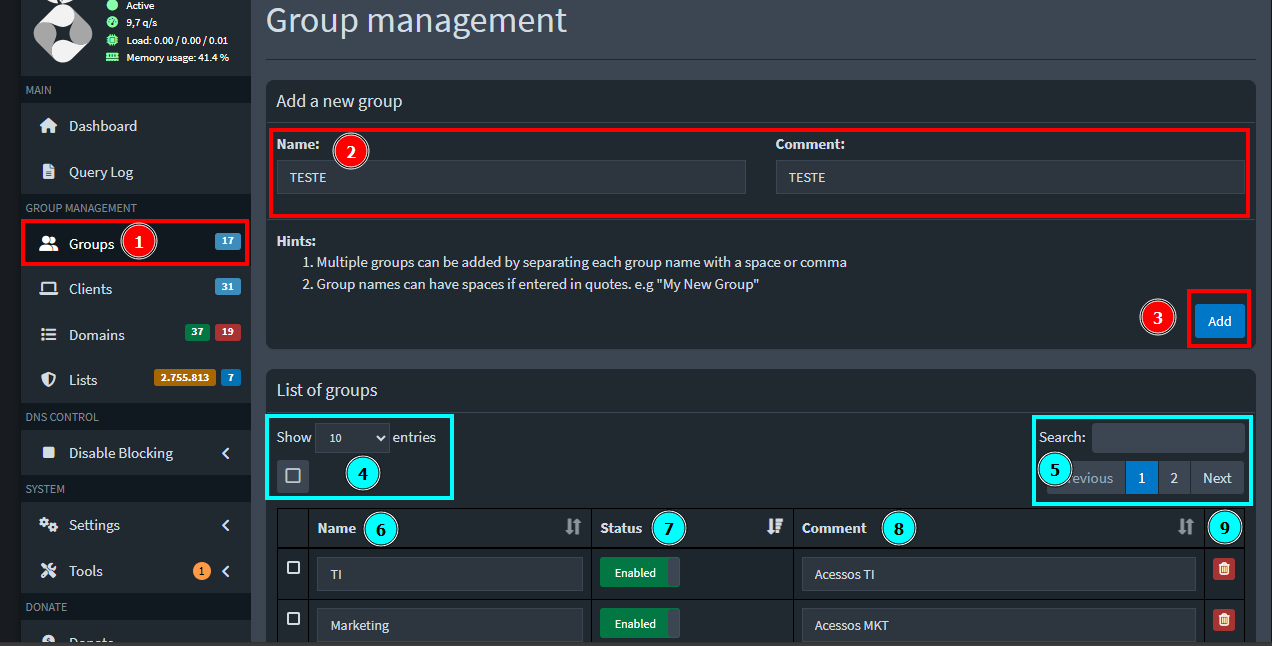 Active
9,7 q/s
Load: 0.00 / 0.00 / 0.01
Memory usage: 41.4 %
MAIN
Dashboard
Query Log
GROUP MANAGEMENT
Groups 1 17
Clients 31
Domains 37 19
Lists 2.755.813 7
DNS CONTROL
Disable Blocking
SYSTEM
Settings
Tools 1
DONATE
Donate
Group management
Add a new group
Name: 2 Comment:
TESTE TESTE
Hints:
1. Multiple groups can be added by separating each group name with a space or comma
2. Group names can have spaces if entered in quotes. e.g "My New Group"
3 Add
List of groups
Show 10 entries
4
Search:
5 revious 1 2 Next
Name 6 Status 7 Comment 8 9
TI Enabled Acessos TI
Marketing Enabled Acessos MKT